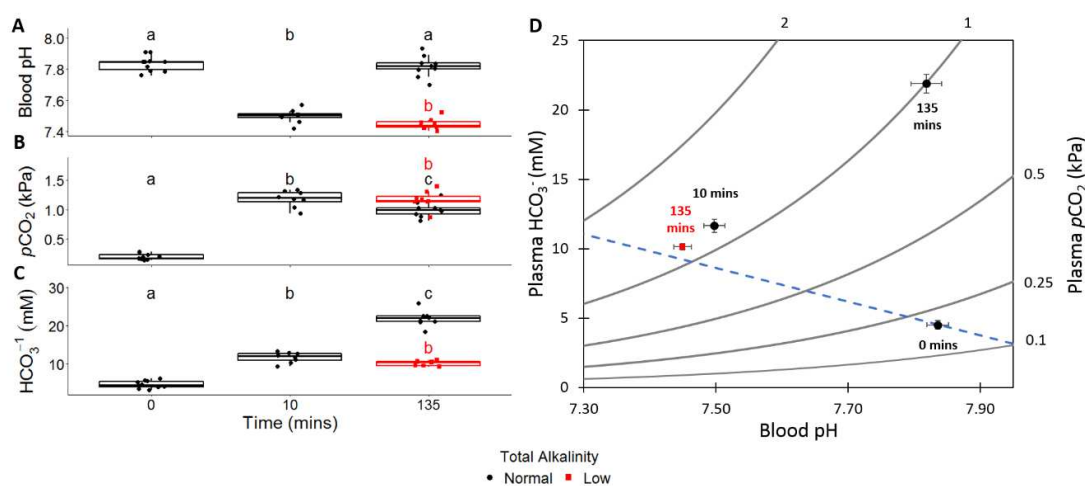 A
Blood pH
8.0
7.8
7.6
7.4
a
b
a
b
B
pCO2 (kPa)
1.5
1.0
0.5
a
b
b
c
C
HCO3−1 (mM)
30
20
10
a
b
c
b
0
10
135
Time (mins)
D
2
1
Plasma HCO3- (mM)
25
20
15
10
5
0
135
mins
10 mins
135
mins
0 mins
0.5
0.25
0.1
Plasma pCO2 (kPa)
7.30
7.50
7.70
7.90
Blood pH
Total Alkalinity
Normal
Low